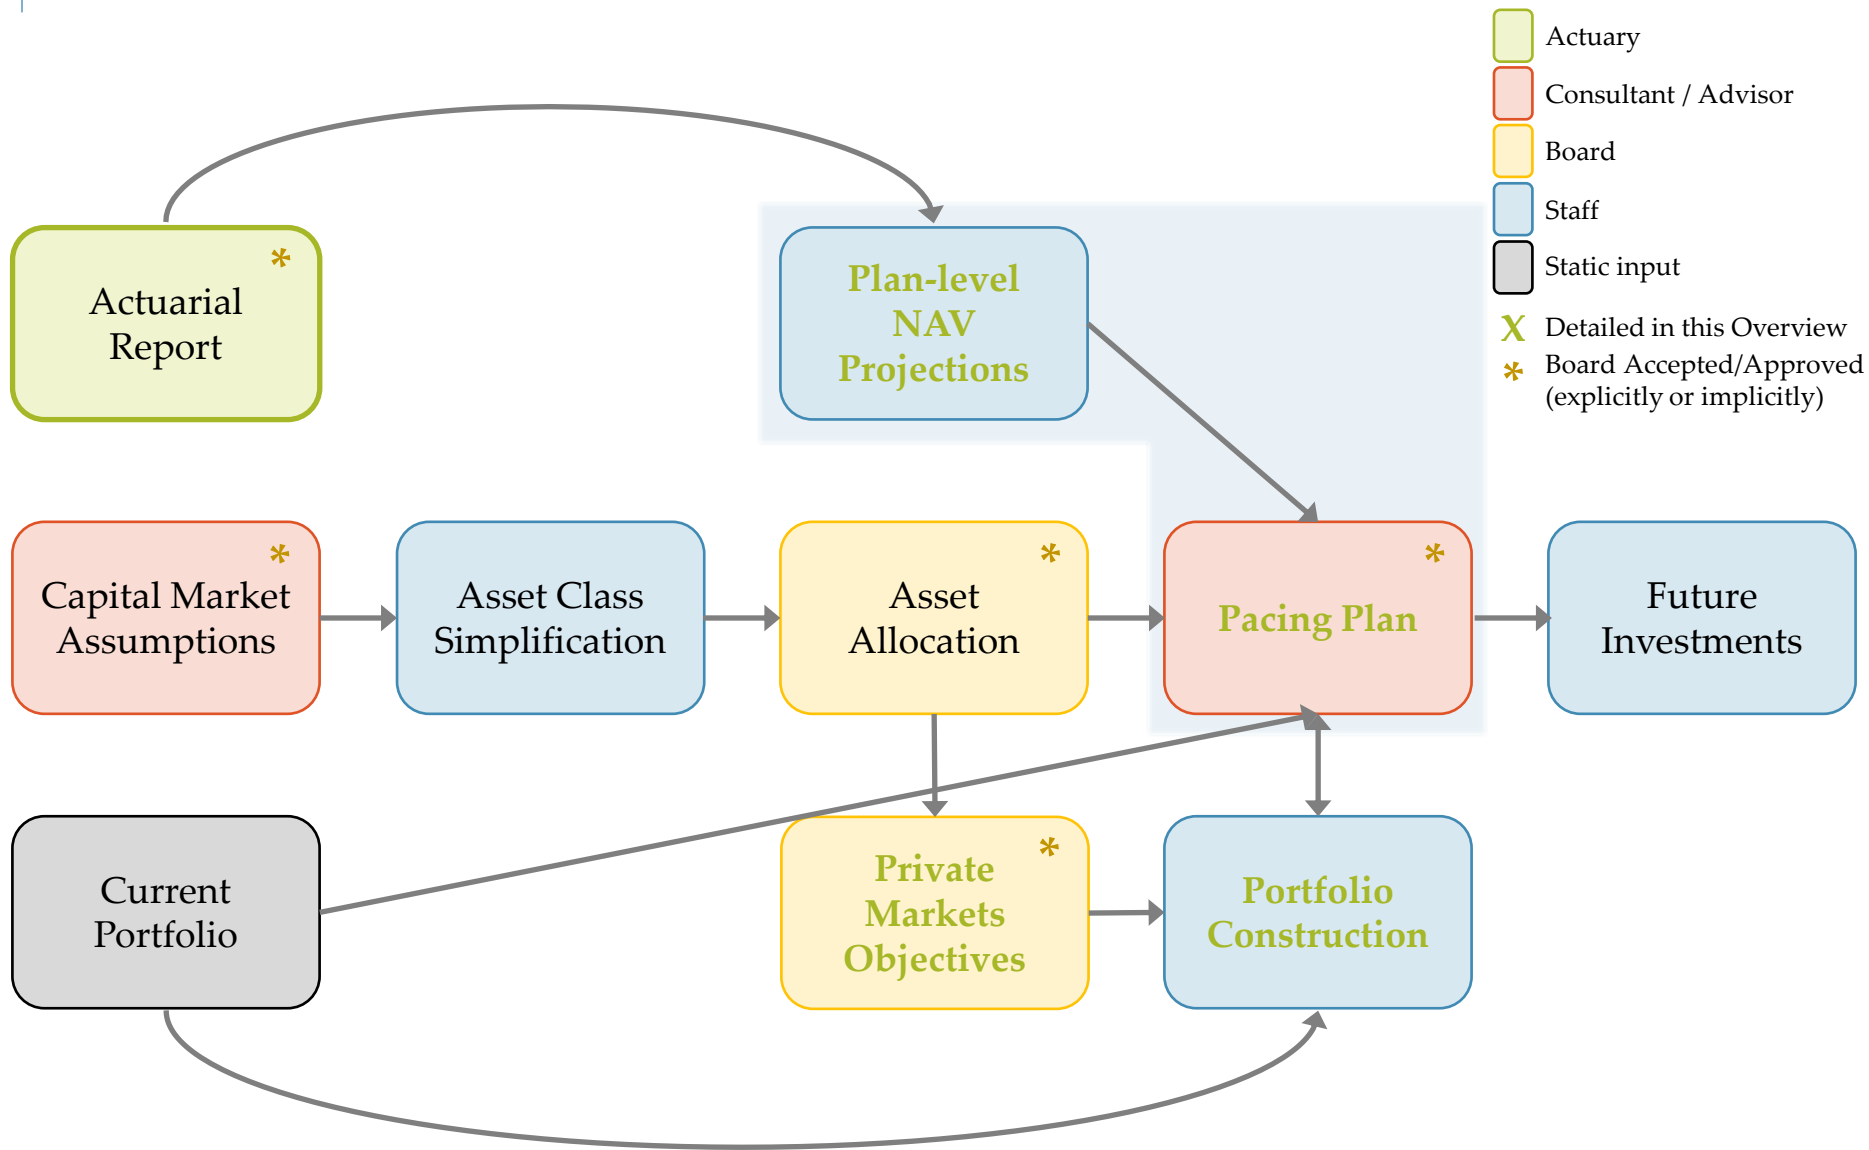 Actuary
Consultant / Advisor
Board
Staff
Static input
X Detailed in this Overview
* Board Accepted/Approved
(explicitly or implicitly)
*
Actuarial
Report
Plan-level
NAV
Projections
*
Capital Market
Assumptions
Asset Class
Simplification
*
Asset
Allocation
*
Pacing Plan
Future
Investments
Current
Portfolio
*
Private
Markets
Objectives
Portfolio
Construction